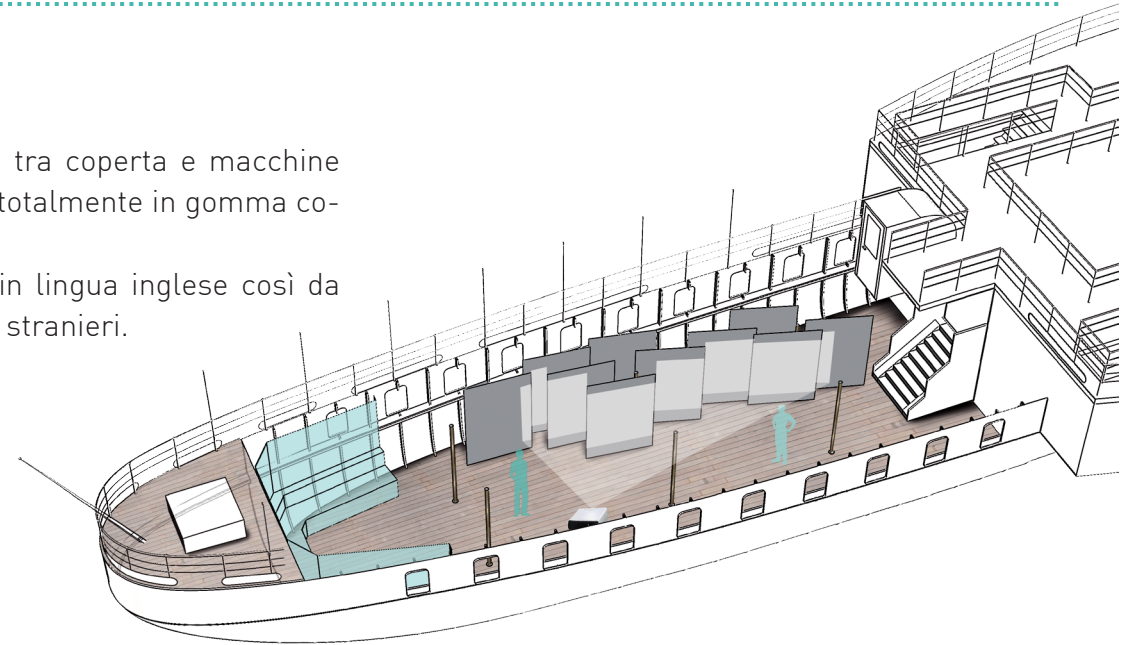 tra coperta e macchine
totalmente in gomma co-
in lingua inglese così da
stranieri.